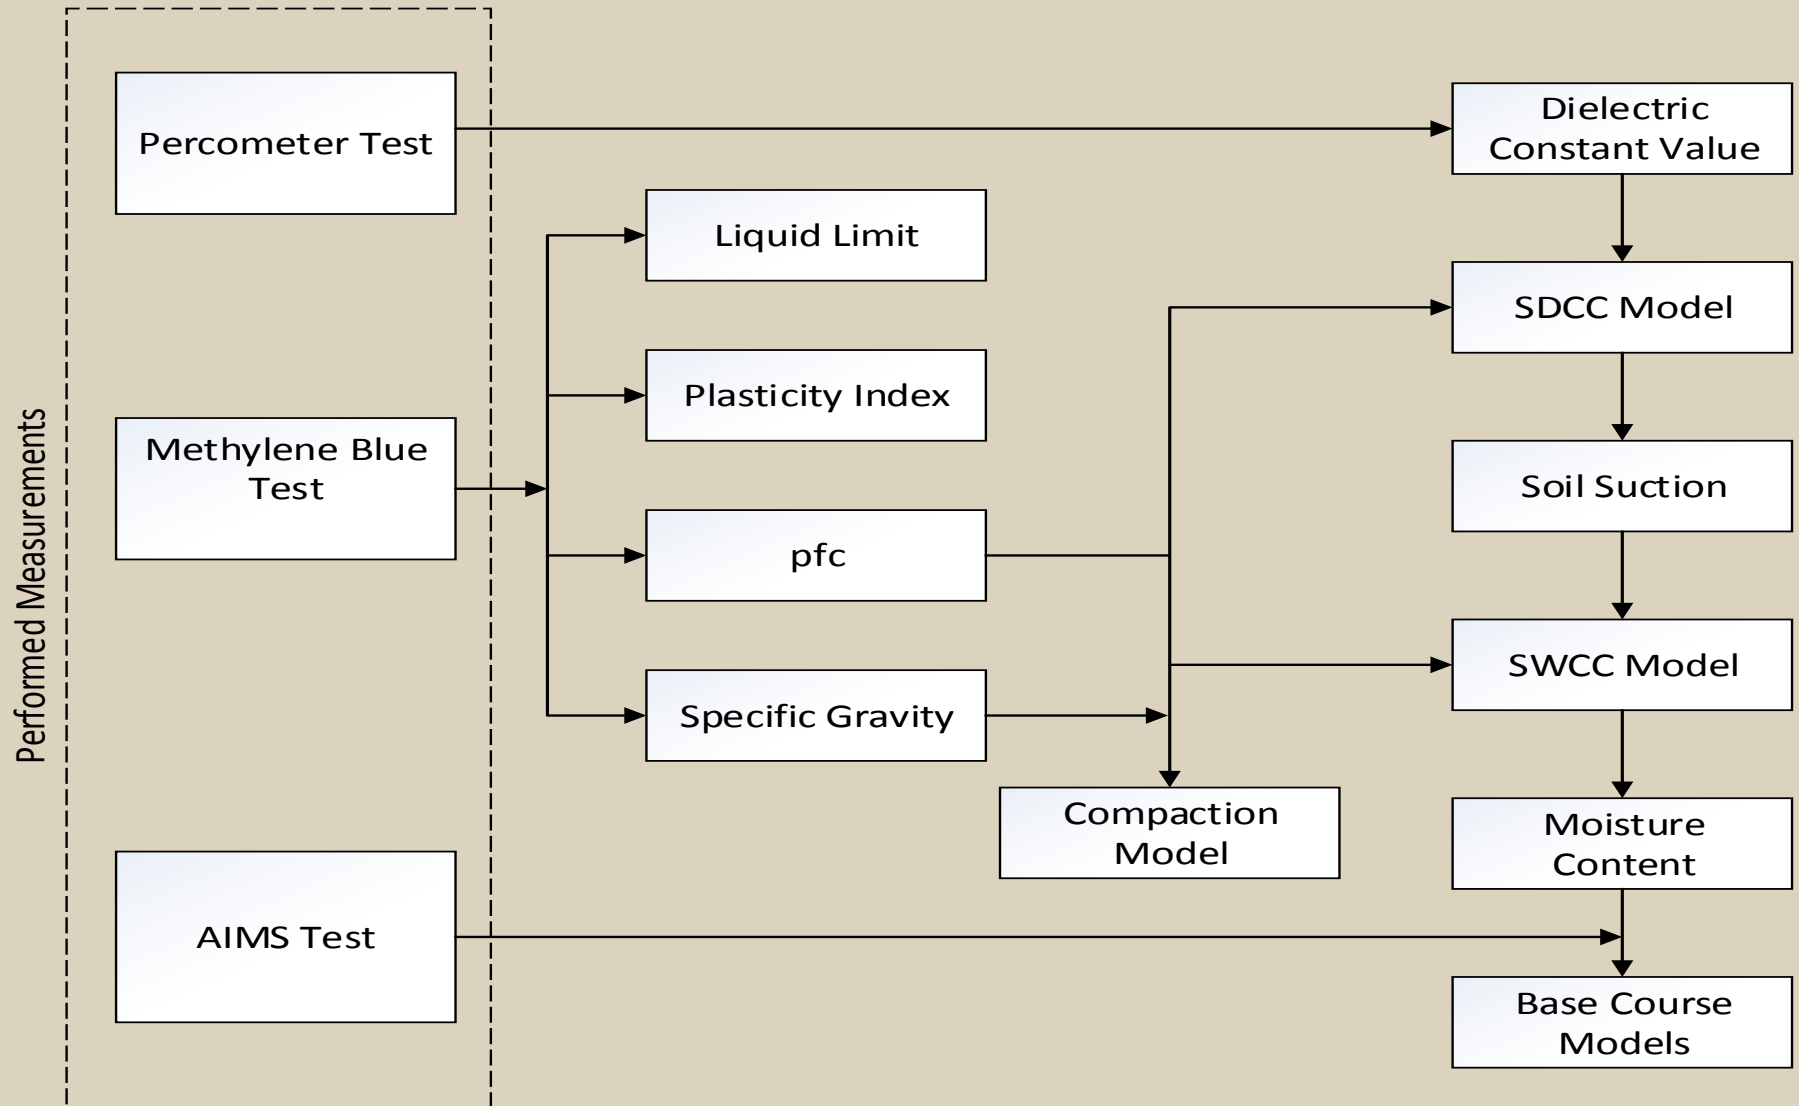 Performed Measurements
Percometer Test
Methylene Blue
Test
AIMS Test
Liquid Limit
Plasticity Index
pfc
Specific Gravity
Compaction
Model
Dielectric
Constant Value
SDCC Model
Soil Suction
SWCC Model
Moisture
Content
Base Course
Models